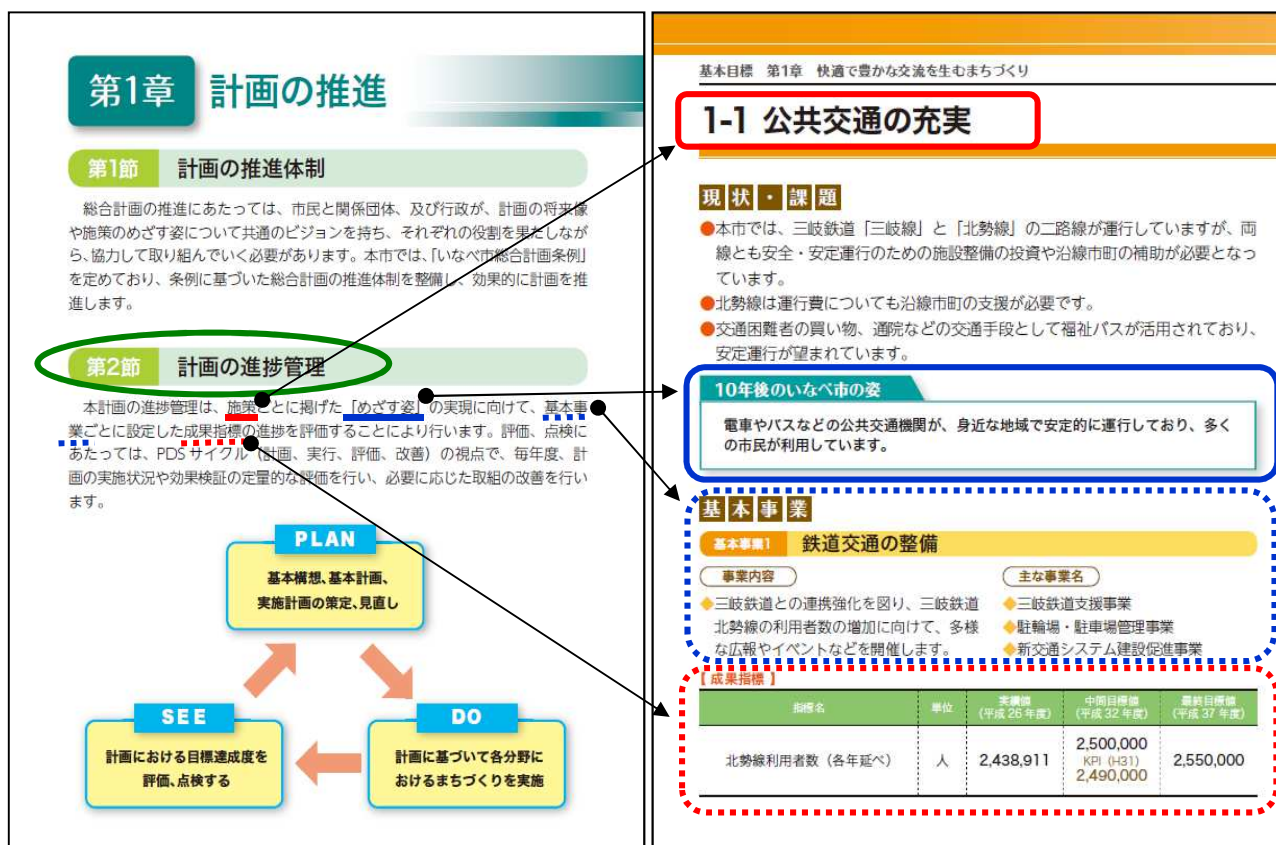 第1章 計画の推進
第1節 計画の推進体制
総合計画の推進にあたっては、市民と関係団体、及び行政が、計画の将来像
や施策のめざす姿について共通のビジョンを持ち、それぞれの役割を果たしなが
ら、協力して取り組んでいく必要があります。本市では、「いなべ市総合計画条例」
を定めており、条例に基づいた総合計画の推進体制を整備し、効果的に計画を推
進します。
第2節 計画の進捗管理
本計画の進捗管理は、施策ごとに掲げた「めざす姿」の実現に向けて、基本事
業ごとに設定した成果指標の進捗を評価することにより行います。評価、点検に
あたっては、PDSサイクル(計画、実行、評価、改善)の視点で、毎年度、計
画の実施状況や効果検証の定量的な評価を行い、必要に応じた取組の改善を行い
ます。
PLAN
基本構想、基本計画、
実施計画の策定、見直し
SEE
計画における目標達成度を
評価、点検する
DO
計画に基づいて各分野に
おけるまちづくりを実施
基本目標 第1章 快適で豊かな交流を生むまちづくり
1-1 公共交通の充実
現状・課題
●本市では、三岐鉄道「三岐線」と「北勢線」の二路線が運行していますが、両
線とも安全・安定運行のための施設整備の投資や沿線市町の補助が必要となっ
ています。
●北勢線は運行費についても沿線市町の支援が必要です。
●交通困難者の買い物、通院などの交通手段として福祉バスが活用されており、
安定運行が望まれています。
10年後のいなべ市の姿
電車やバスなどの公共交通機関が、身近な地域で安定的に運行しており、多く
の市民が利用しています。
基本事業
基本事業1 鉄道交通の整備
事業内容
◆三岐鉄道との連携強化を図り、三岐鉄道
北勢線の利用者数の増加に向けて、多様
な広報やイベントなどを開催します。
主な事業名
◆三岐鉄道支援事業
◆駐輪場・駐車場管理事業
◆新交通システム建設促進事業
【成果指標】
指標名 単位 実績値 (平成26年度) 中間目標値 (平成32年度) 最終目標値 (平成37年度)
北勢線利用者数(各年延べ) 人 2,438,911 2,500,000 KPI (H31) 2,490,000 2,550,000